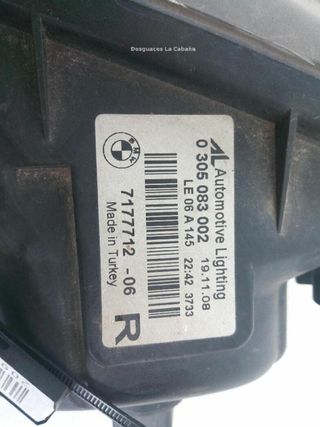 Desguaces La Cabaña
BMW
AL Automotive Lighting
0 305 083 002 19.11.08
LE 06 A 145 22:42 3733
7177712 -06
Made in Turkey
R